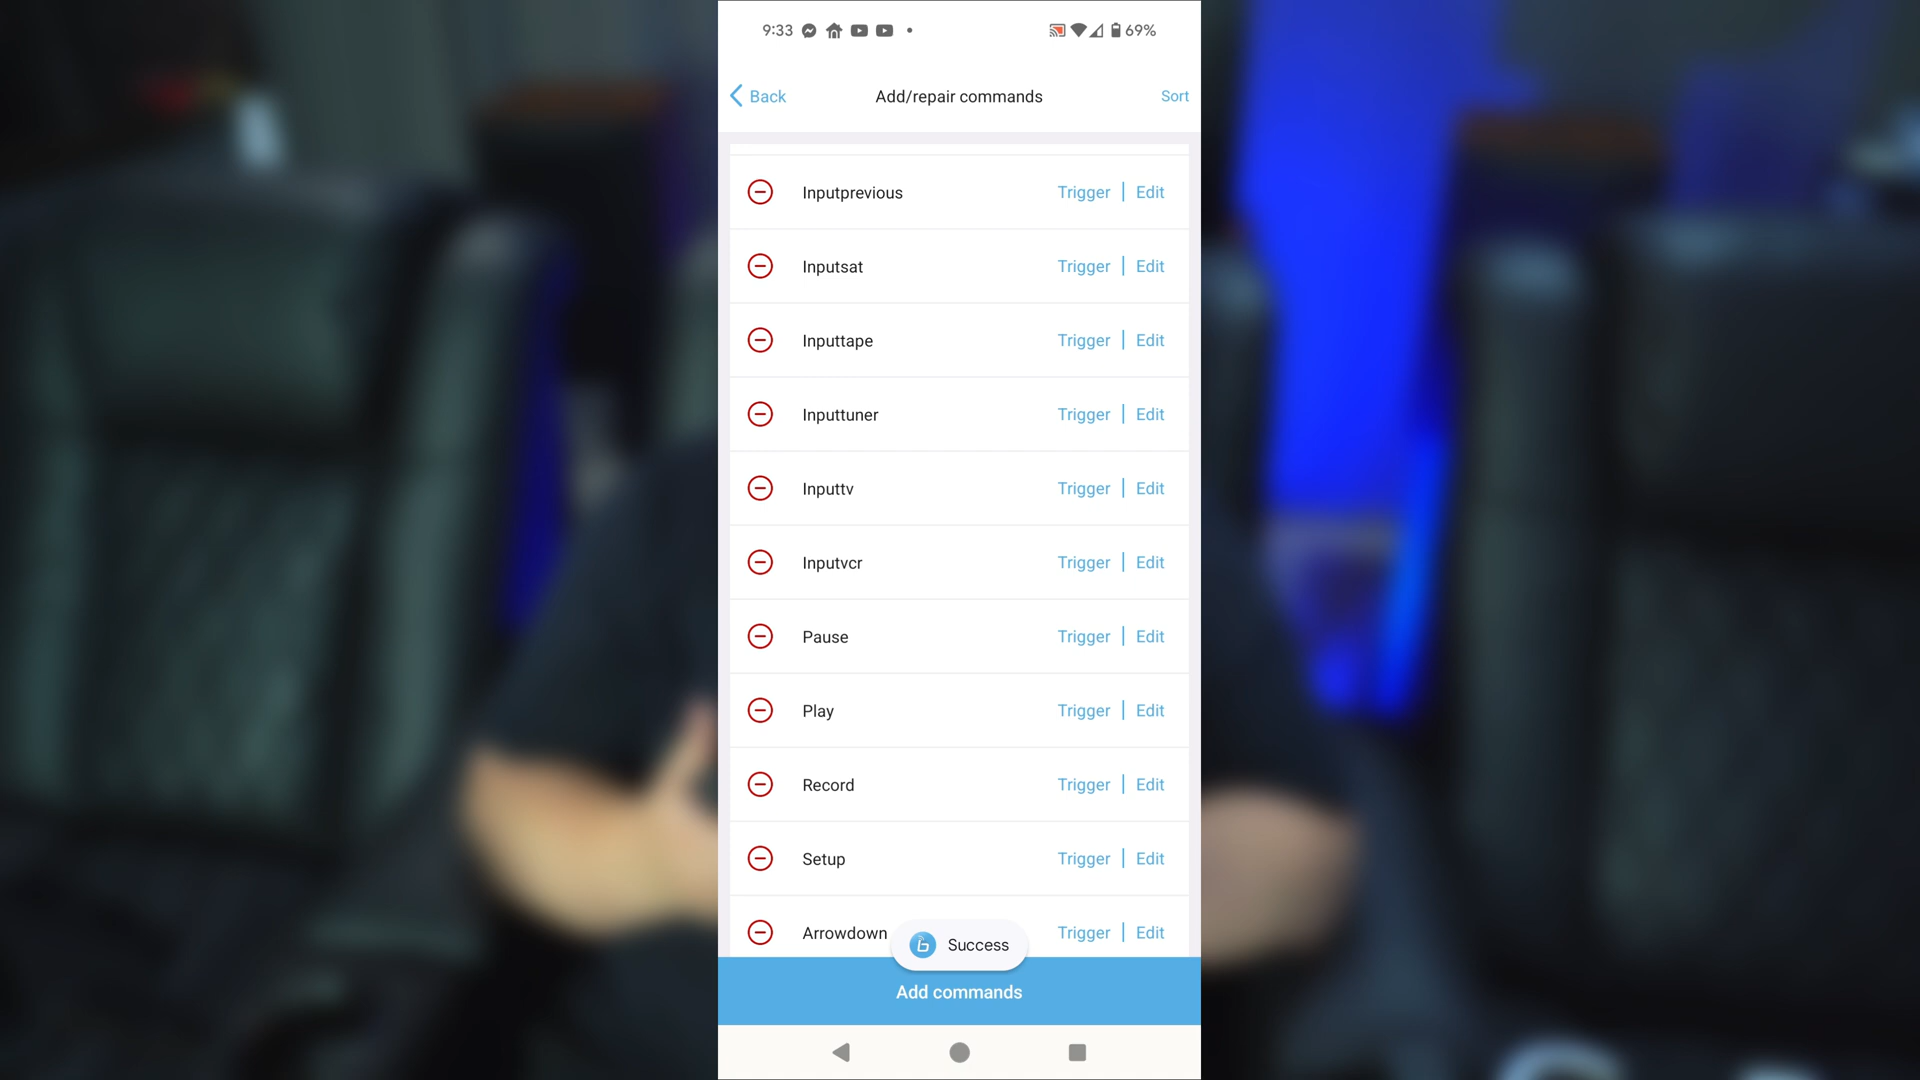 9:33 69%
Back Add/repair commands Sort
Inputprevious Trigger | Edit
Inputsat Trigger | Edit
Inputtape Trigger | Edit
Inputtuner Trigger | Edit
Inputtv Trigger | Edit
Inputvcr Trigger | Edit
Pause Trigger | Edit
Play Trigger | Edit
Record Trigger | Edit
Setup Trigger | Edit
Arrowdown Trigger | Edit
Success
Add commands